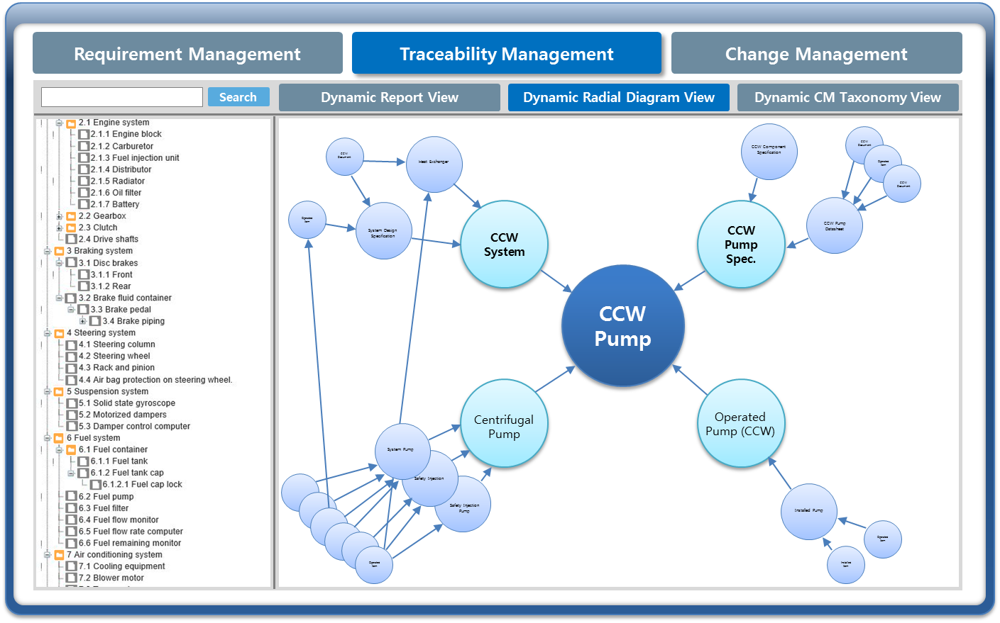 Requirement Management
Traceability Management
Change Management
Search
Dynamic Report View
Dynamic Radial Diagram View
Dynamic CM Taxonomy View
2.1 Engine system
2.1.1 Engine block
2.1.2 Carburetor
2.1.3 Fuel injection unit
2.1.4 Distributor
2.1.5 Radiator
2.1.6 Oil filter
2.1.7 Battery
2.2 Gearbox
2.3 Clutch
2.4 Drive shafts
3 Braking system
3.1 Disc brakes
3.1.1 Front
3.1.2 Rear
3.2 Brake fluid container
3.3 Brake pedal
3.4 Brake piping
4 Steering system
4.1 Steering column
4.2 Steering wheel
4.3 Rack and pinion
4.4 Air bag protection on steering wheel.
5 Suspension system
5.1 Solid state gyroscope
5.2 Motorized dampers
5.3 Damper control computer
6 Fuel system
6.1 Fuel container
6.1.1 Fuel tank
6.1.2 Fuel tank cap
6.1.2.1 Fuel cap lock
6.2 Fuel pump
6.3 Fuel filter
6.4 Fuel flow monitor
6.5 Fuel flow rate computer
6.6 Fuel remaining monitor
7 Air conditioning system
7.1 Cooling equipment
7.2 Blower motor
CCW
Document
Heat Exchanger
Operated
Item
System Design
Specification
CCW
System
CCW Component
Specification
CCW
Document
Operated
Item
CCW
Document
CCW Pump
Datasheet
CCW
Pump
Spec.
CCW
Pump
Centrifugal
Pump
Operated
Pump (CCW)
System Pump
Safety Injection
Safety Injection
Pump
Operated
Item
Installed Pump
Operated
Item
Installed
Item